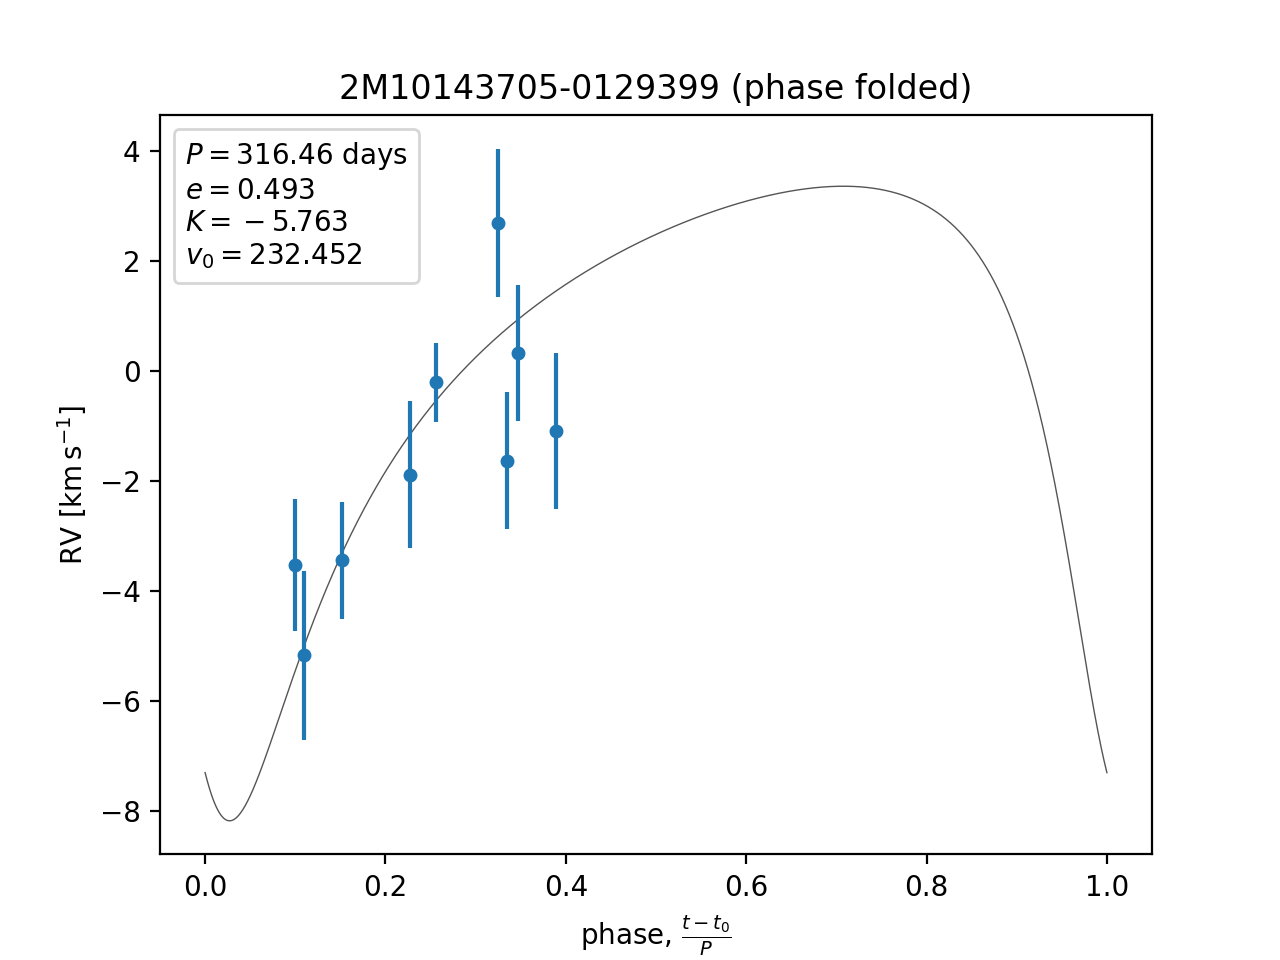 2M10143705-0129399 (phase folded)
P = 316.46 days
e = 0.493
K = −5.763
v₀ = 232.452
4
2
0
−2
−4
−6
−8
RV [km s⁻¹]
0.0 0.2 0.4 0.6 0.8 1.0
phase, (t − t₀)/P